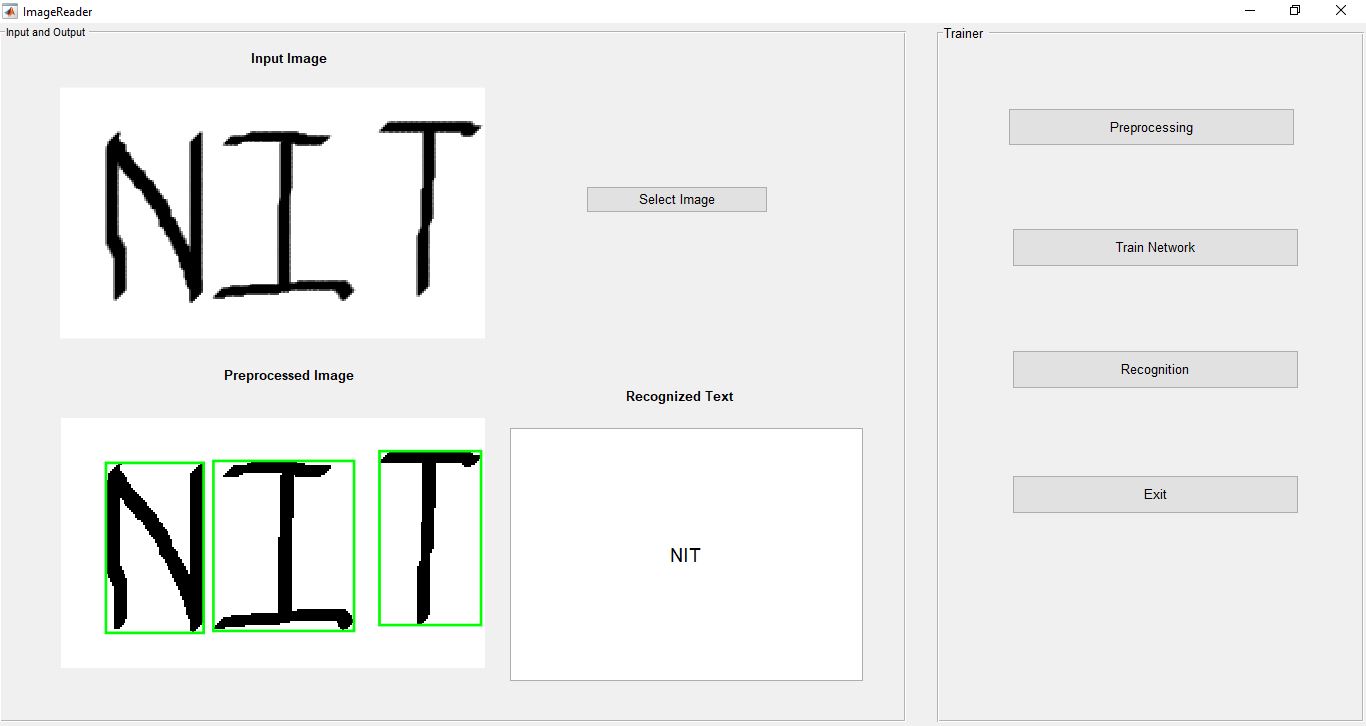 ImageReader
Input and Output
Trainer
Input Image
NIT
Select Image
Preprocessing
Train Network
Preprocessed Image
Recognized Text
Recognition
NIT
NIT
Exit